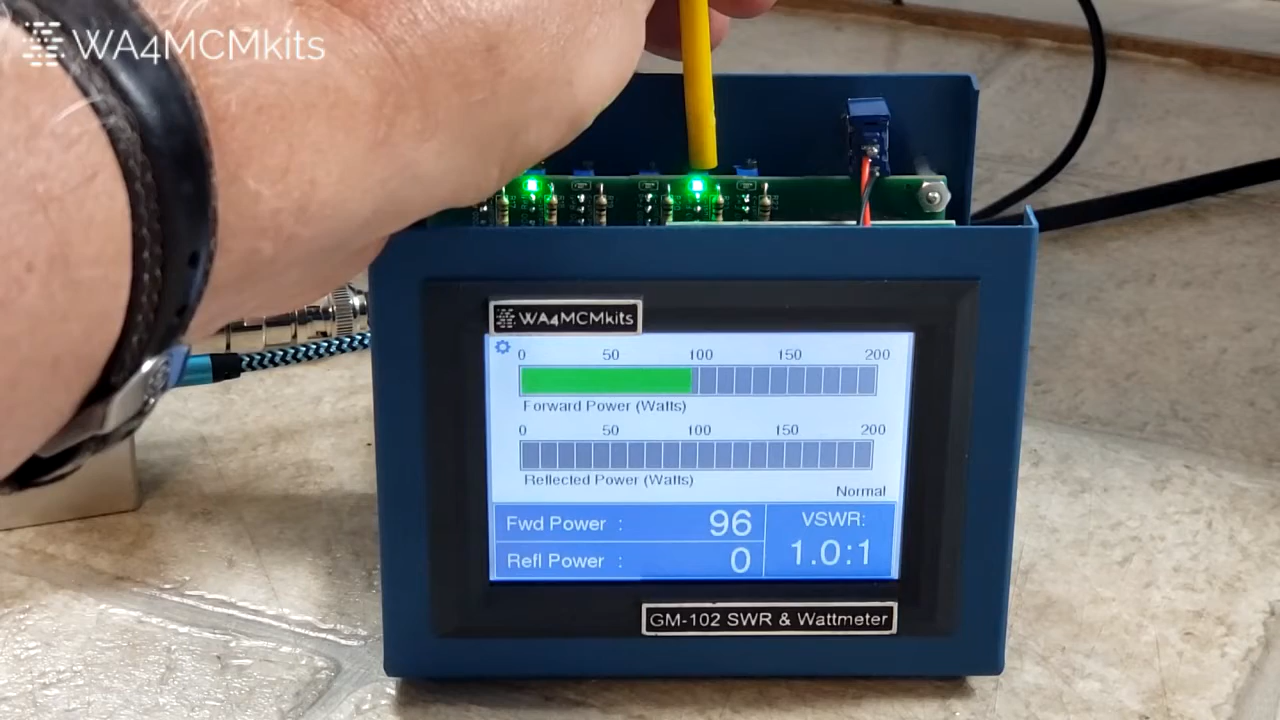 WA4MCMkits
WA4MCMkits
0 50 100 150 200
Forward Power (Watts)
0 50 100 150 200
Reflected Power (Watts)
Normal
Fwd Power : 96
Refl Power : 0
VSWR:
1.0:1
GM-102 SWR & Wattmeter